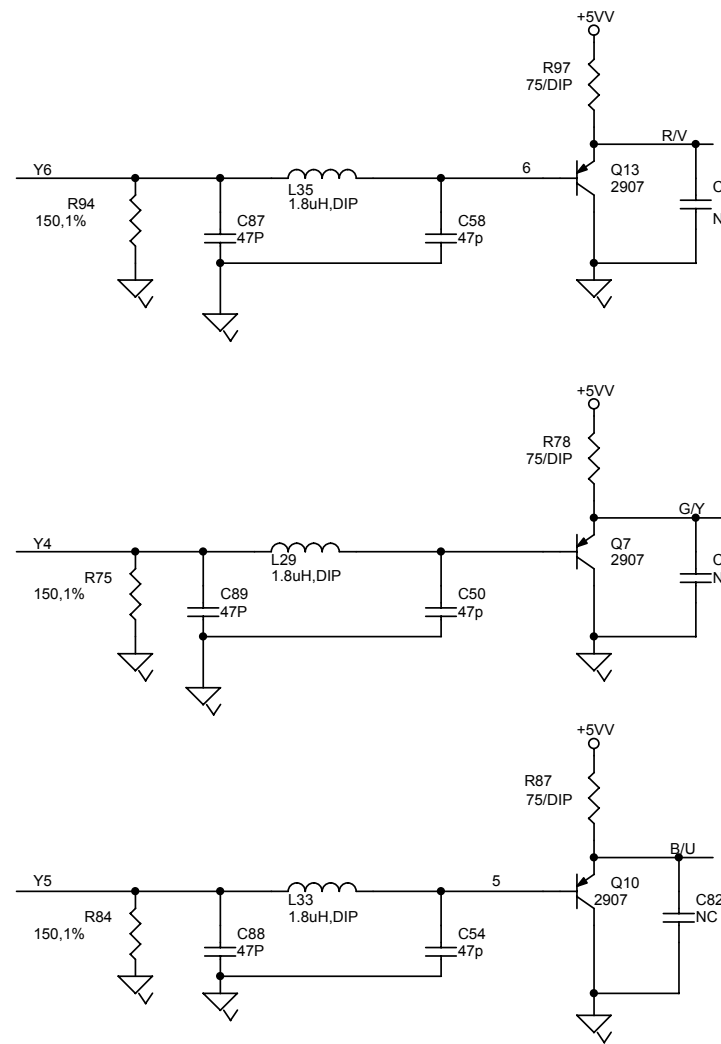 +5VV
R97
75/DIP
R/V
Y6
6
Q13
2907
C
N
R94
150,1%
L35
1.8uH,DIP
C87
47P
C58
47p
+5VV
R78
75/DIP
G/Y
Y4
Q7
2907
C
N
R75
150,1%
L29
1.8uH,DIP
C89
47P
C50
47p
+5VV
R87
75/DIP
B/U
Y5
5
Q10
2907
C82
NC
R84
150,1%
L33
1.8uH,DIP
C88
47P
C54
47p